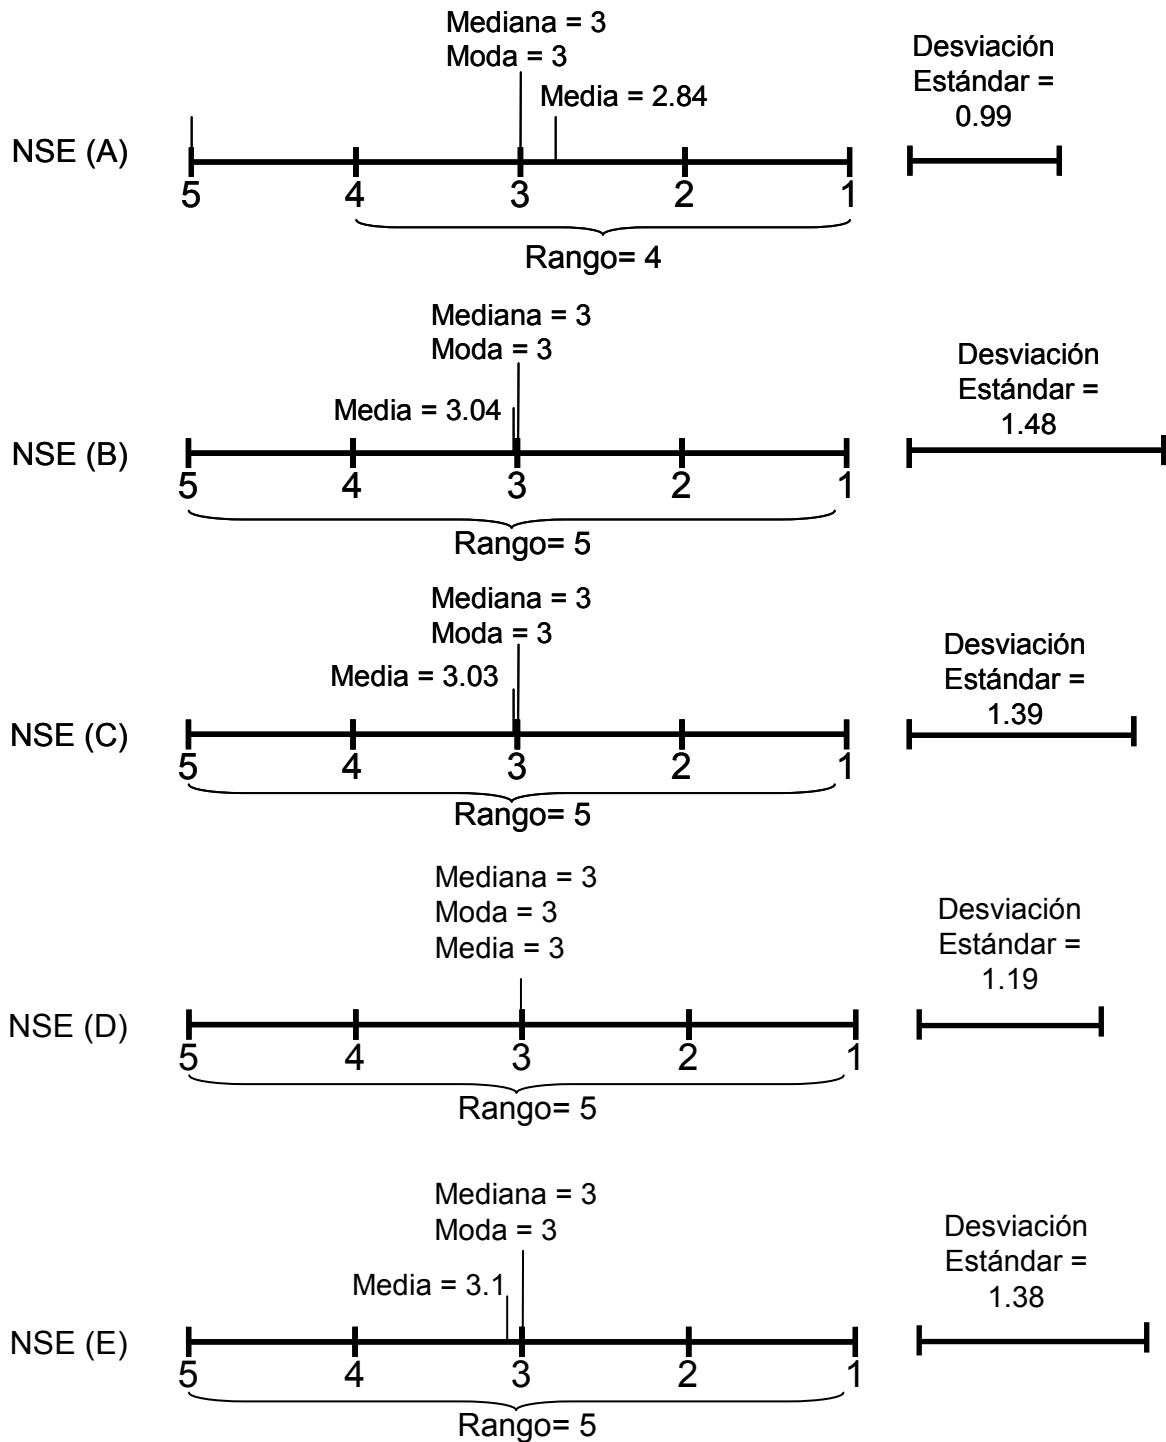 Mediana = 3
Moda = 3
Media = 2.84
Desviación
Estándar =
0.99
NSE (A)
5 4 3 2 1
Rango= 4
Mediana = 3
Moda = 3
Media = 3.04
Desviación
Estándar =
1.48
NSE (B)
5 4 3 2 1
Rango= 5
Mediana = 3
Moda = 3
Media = 3.03
Desviación
Estándar =
1.39
NSE (C)
5 4 3 2 1
Rango= 5
Mediana = 3
Moda = 3
Media = 3
Desviación
Estándar =
1.19
NSE (D)
5 4 3 2 1
Rango= 5
Mediana = 3
Moda = 3
Media = 3.1
Desviación
Estándar =
1.38
NSE (E)
5 4 3 2 1
Rango= 5